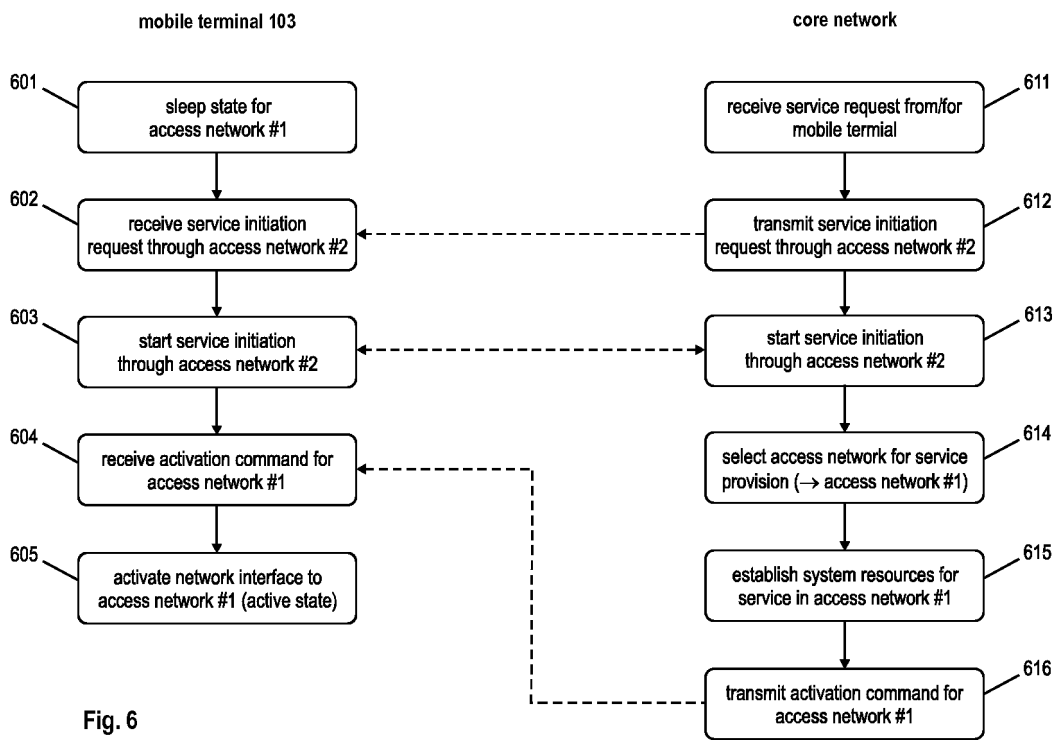 mobile terminal 103
core network
601
sleep state for
access network #1
611
receive service request from/for
mobile termial
602
receive service initiation
request through access network #2
612
transmit service initiation
request through access network #2
603
start service initiation
through access network #2
613
start service initiation
through access network #2
604
receive activation command for
access network #1
614
select access network for service
provision (→ access network #1)
605
activate network interface to
access network #1 (active state)
615
establish system resources for
service in access network #1
616
transmit activation command for
access network #1
Fig. 6